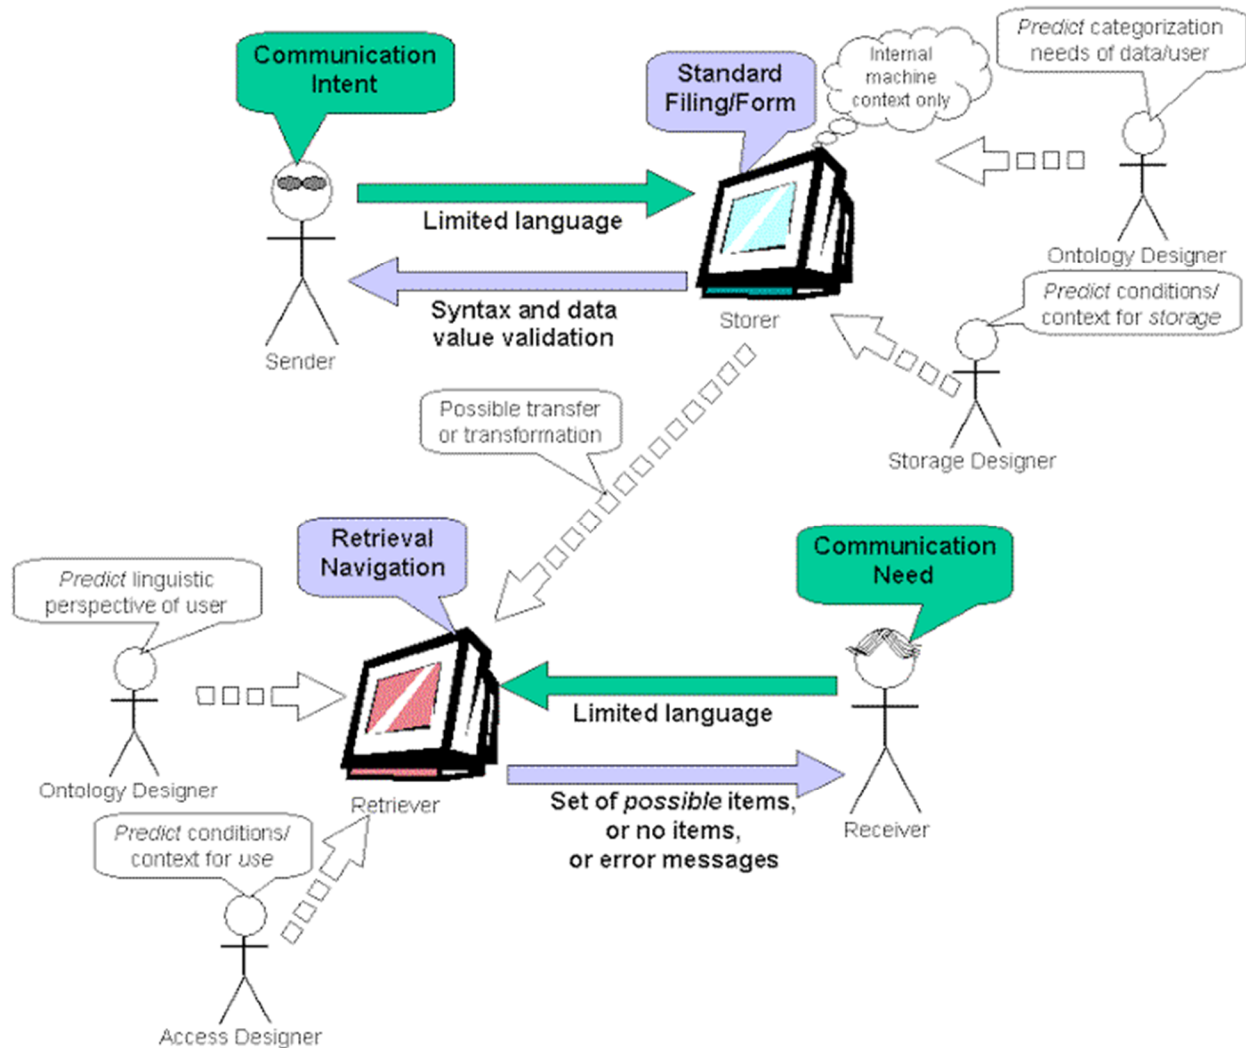 Communication
Intent
Standard
Filing/Form
Internal
machine
context only
Predict categorization
needs of data/user
Limited language
Syntax and data
value validation
Sender
Storer
Ontology Designer
Predict conditions/
context for storage
Storage Designer
Possible transfer
or transformation
Retrieval
Navigation
Communication
Need
Predict linguistic
perspective of user
Ontology Designer
Limited language
Retriever
Set of possible items,
or no items,
or error messages
Receiver
Predict conditions/
context for use
Access Designer